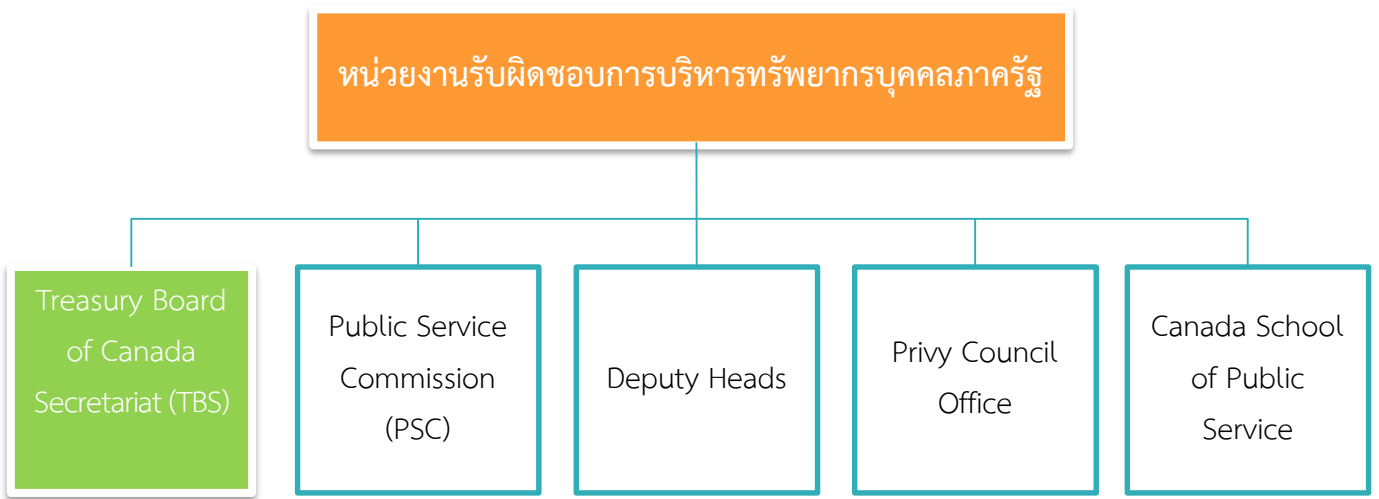 หน่วยงานรับผิดชอบการบริหารทรัพยากรบุคคลภาครัฐ
Treasury Board
of Canada
Secretariat (TBS)
Public Service
Commission
(PSC)
Deputy Heads
Privy Council
Office
Canada School
of Public
Service